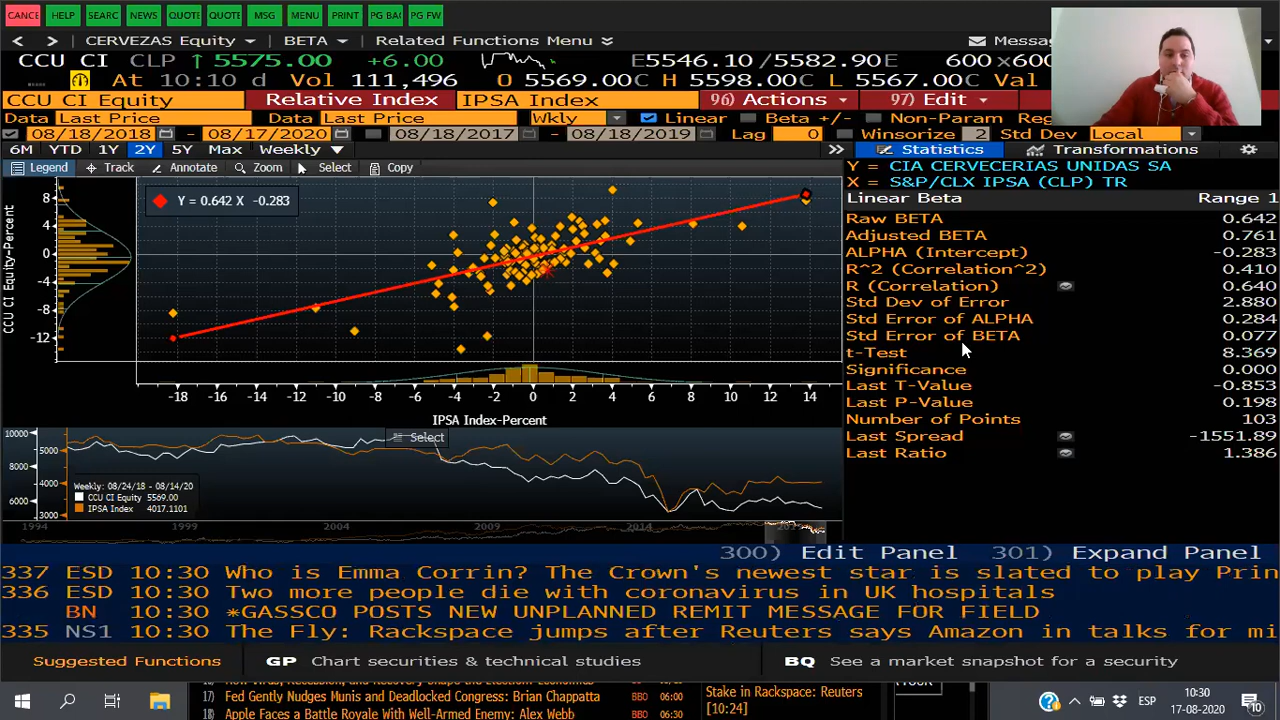 CANCE HELP SEARC NEWS QUOTE QUOTE MSG MENU PRINT PG BAC PG FW
< > CERVEZAS Equity BETA Related Functions Menu Messa
CCU CI CLP ↑ 5575.00 +6.00 E5546.10 /5582.90E 600 x600
At 10:10 d Vol 111,496 O 5569.00C H 5598.00C L 5567.00C Val
CCU CI Equity Relative Index IPSA Index 96) Actions 97) Edit
Data Last Price Data Last Price Wkly Linear Beta +/- Non-Param Reg
08/18/2018 - 08/17/2020 08/18/2017 - 08/18/2019 Lag 0 Winsorize 2 Std Dev Local
6M YTD 1Y 2Y 5Y Max Weekly Statistics Transformations
Legend Track Annotate Zoom Select Copy
Y = CIA CERVECERIAS UNIDAS SA
X = S&P/CLX IPSA (CLP) TR
Linear Beta Range 1
Raw BETA 0.642
Adjusted BETA 0.761
ALPHA (Intercept) -0.283
R^2 (Correlation^2) 0.410
R (Correlation) 0.640
Std Dev of Error 2.880
Std Error of ALPHA 0.284
Std Error of BETA 0.077
t-Test 8.369
Significance 0.000
Last T-Value -0.853
Last P-Value 0.198
Number of Points 103
Last Spread -1551.89
Last Ratio 1.386
Y = 0.642 X -0.283
CCU CI Equity-Percent
8
4
0
-4
-8
-12
-18 -16 -14 -12 -10 -8 -6 -4 -2 0 2 4 6 8 10 12 14
IPSA Index-Percent
Select
10000 5000
8000 4000
6000 3000
Weekly: 08/24/18 - 08/14/20
CCU CI Equity 5569.00
IPSA Index 4017.1101
1994 1999 2004 2009 2014
300) Edit Panel 301) Expand Panel
337 ESD 10:30 Who is Emma Corrin? The Crown's newest star is slated to play Prin
336 ESD 10:30 Two more people die with coronavirus in UK hospitals
BN 10:30 *GASSCO POSTS NEW UNPLANNED REMIT MESSAGE FOR FIELD
335 NS1 10:30 The Fly: Rackspace jumps after Reuters says Amazon in talks for mi
Suggested Functions GP Chart securities & technical studies BQ See a market snapshot for a security
17) Fed Gently Nudges Munis and Deadlocked Congress: Brian Chappatta BBO 06:00
18) Apple Faces a Battle Royale With Well-Armed Enemy: Alex Webb BBO 06:30
Stake in Rackspace: Reuters
[10:24]
ESP 10:30
17-08-2020 10